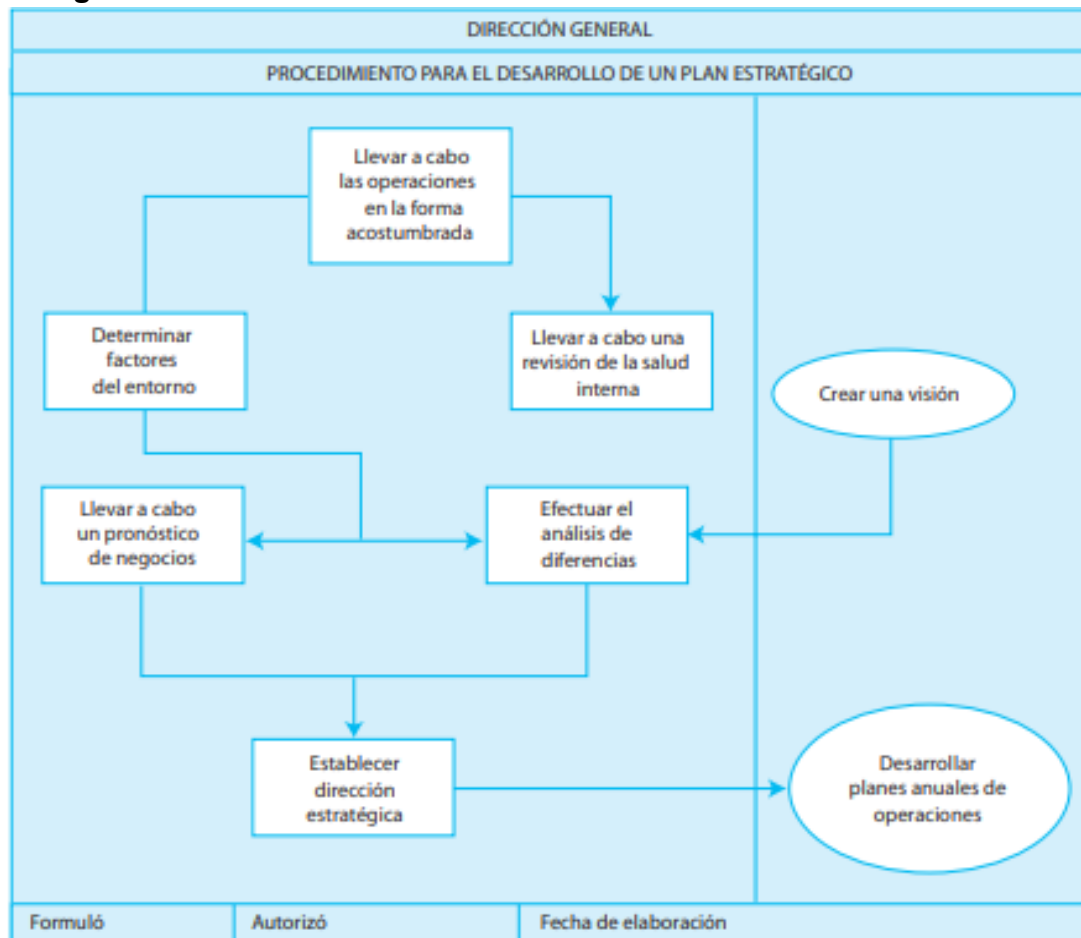 DIRECCIÓN GENERAL
PROCEDIMIENTO PARA EL DESARROLLO DE UN PLAN ESTRATÉGICO
Llevar a cabo
las operaciones
en la forma
acostumbrada
Determinar
factores
del entorno
Llevar a cabo una
revisión de la salud
interna
Crear una visión
Llevar a cabo
un pronóstico
de negocios
Efectuar el
análisis de
diferencias
Establecer
dirección
estratégica
Desarrollar
planes anuales de
operaciones
Formuló
Autorizó
Fecha de elaboración